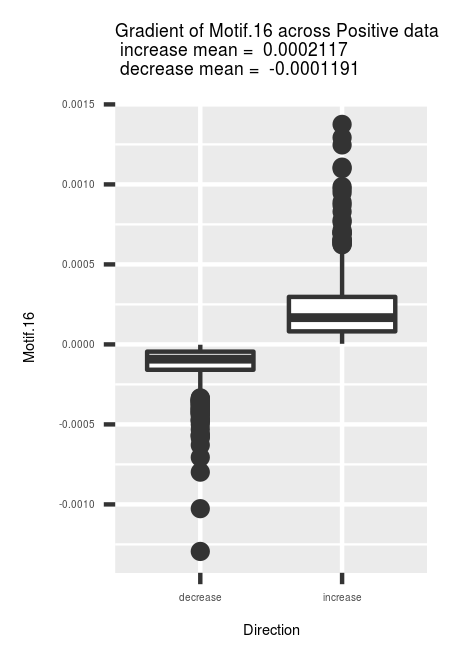 Gradient of Motif.16 across Positive data
increase mean =  0.0002117
decrease mean =  -0.0001191
0.0015
0.0010
0.0005
0.0000
-0.0005
-0.0010
Motif.16
decrease
increase
Direction